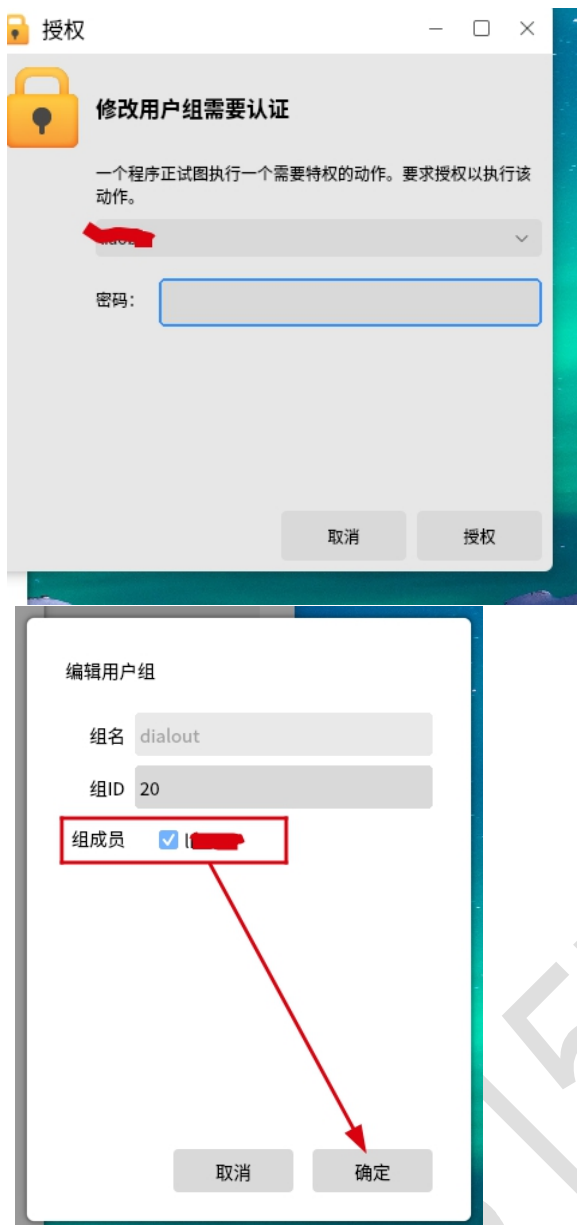 授权
修改用户组需要认证
一个程序正试图执行一个需要特权的动作。要求授权以执行该
动作。
密码：
取消
授权
编辑用户组
组名
dialout
组ID
20
组成员
取消
确定